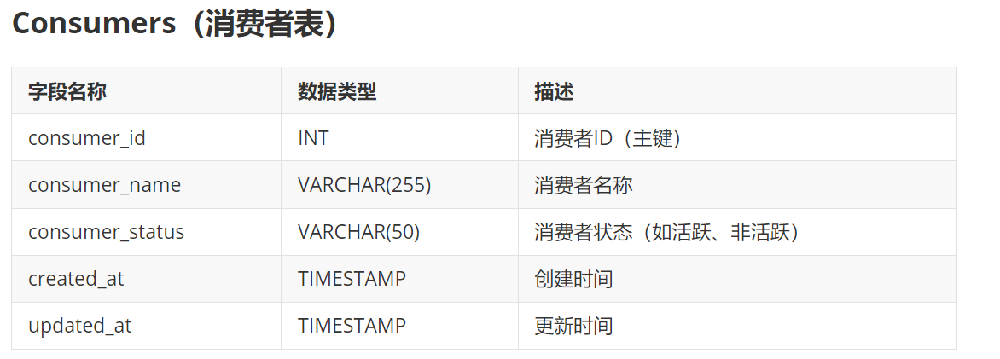 Consumers（消费者表）
字段名称 数据类型 描述
consumer_id INT 消费者ID（主键）
consumer_name VARCHAR(255) 消费者名称
consumer_status VARCHAR(50) 消费者状态（如活跃、非活跃）
created_at TIMESTAMP 创建时间
updated_at TIMESTAMP 更新时间